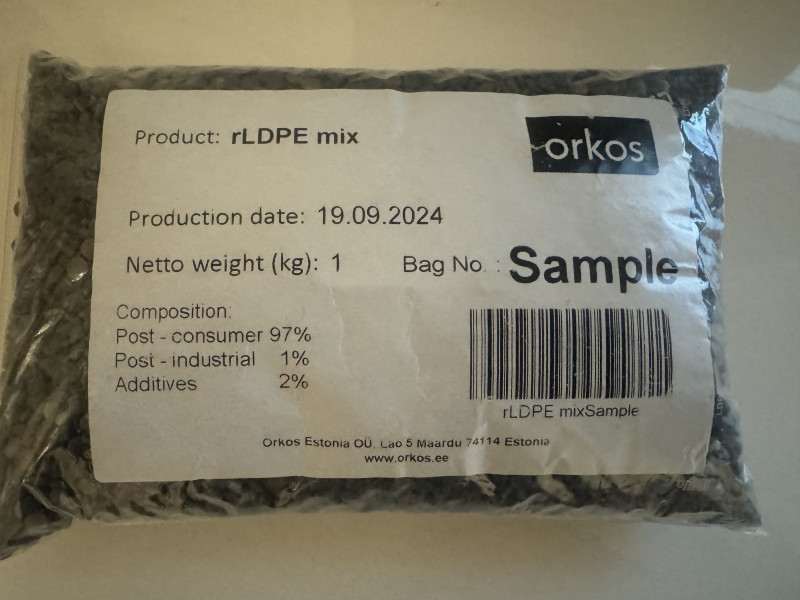 Product: rLDPE mix
orkos
Production date: 19.09.2024
Netto weight (kg): 1
Bag No. : Sample
Composition:
Post - consumer 97%
Post - industrial 1%
Additives 2%
rLDPE mixSample
Orkos Estonia OÜ, Lao 5 Maardu 74114 Estonia
www.orkos.ee